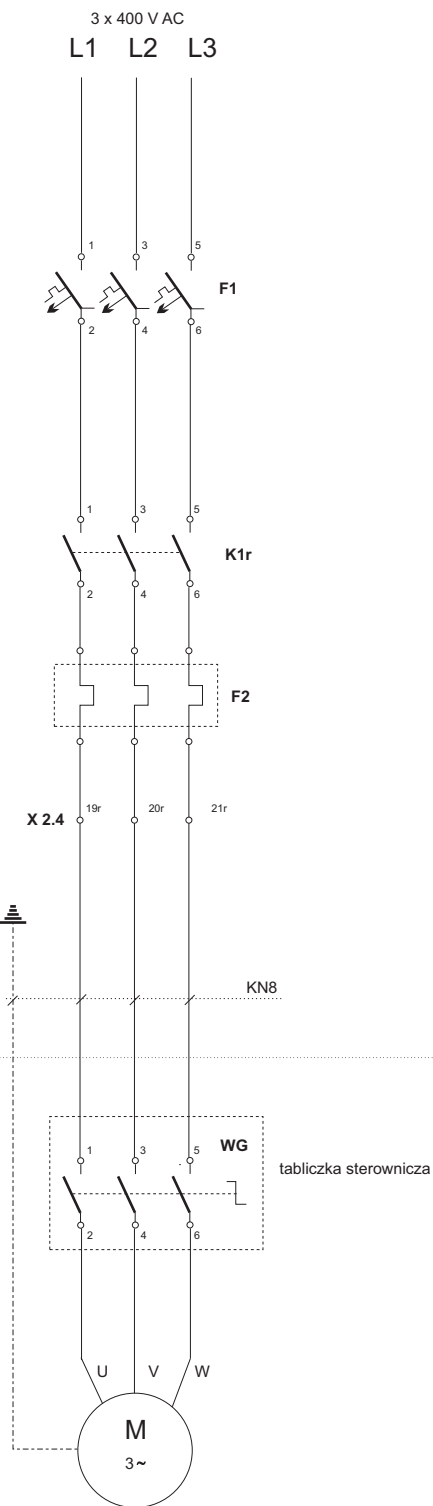 3 x 400 V AC
L1 L2 L3
1 3 5
F1
2 4 6
1 3 5
K1r
2 4 6
F2
19r 20r 21r
X 2.4
KN8
WG
1 3 5
tabliczka sterownicza
2 4 6
U V W
M
3~